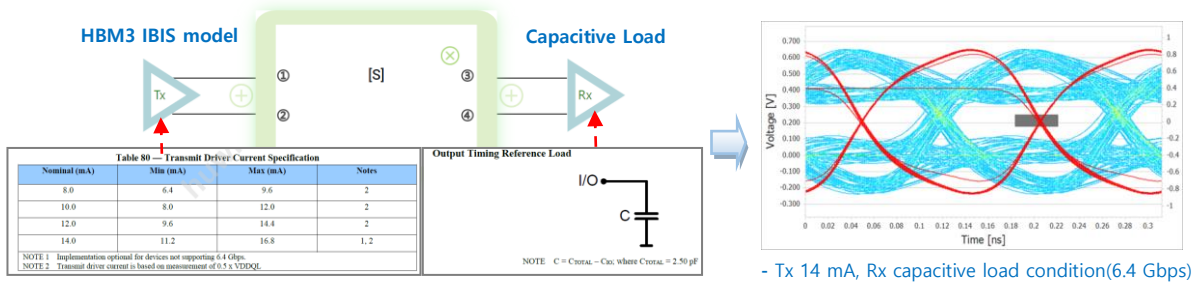 HBM3 IBIS model
Capacitive Load
Tx
①
②
[S]
③
④
Rx
Table 80 — Transmit Driver Current Specification
Nominal (mA) Min (mA) Max (mA) Notes
8.0 6.4 9.6 2
10.0 8.0 12.0 2
12.0 9.6 14.4 2
14.0 11.2 16.8 1, 2
NOTE 1 Implementation optional for devices not supporting 6.4 Gbps.
NOTE 2 Transmit driver current is based on measurement of 0.5 x VDDQL
Output Timing Reference Load
I/O
C
NOTE C = CTOTAL – CIO; where CTOTAL = 2.50 pF
Voltage [V]
0.700
0.600
0.500
0.400
0.300
0.200
0.100
0.000
-0.100
-0.200
-0.300
1
0.8
0.6
0.4
0.2
0
-0.2
-0.4
-0.6
-0.8
-1
0 0.02 0.04 0.06 0.08 0.1 0.12 0.14 0.16 0.18 0.2 0.22 0.24 0.26 0.28 0.3
Time [ns]
- Tx 14 mA, Rx capacitive load condition(6.4 Gbps)